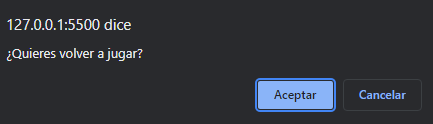 127.0.0.1:5500 dice
¿Quieres volver a jugar?
Aceptar Cancelar